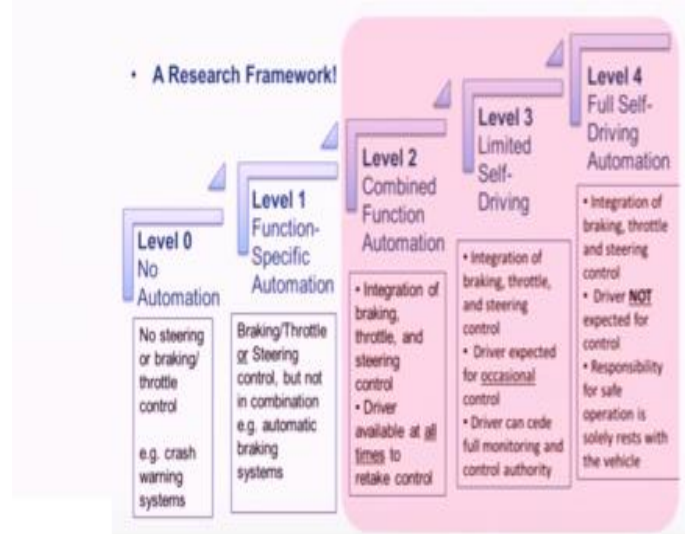 • A Research Framework!
Level 0
No
Automation
No steering
or braking/
throttle
control
e.g. crash
warning
systems
Level 1
Function-
Specific
Automation
Braking/Throttle
or Steering
control, but not
in combination
e.g. automatic
braking
systems
Level 2
Combined
Function
Automation
• Integration of
braking,
throttle, and
steering
control
• Driver
available at all
times to
retake control
Level 3
Limited
Self-
Driving
• Integration of
braking, throttle,
and steering
control
• Driver expected
for occasional
control
• Driver can cede
full monitoring and
control authority
Level 4
Full Self-
Driving
Automation
• Integration of
braking, throttle
and steering
control
• Driver NOT
expected for
control
• Responsibility
for safe
operation is
solely rests with
the vehicle